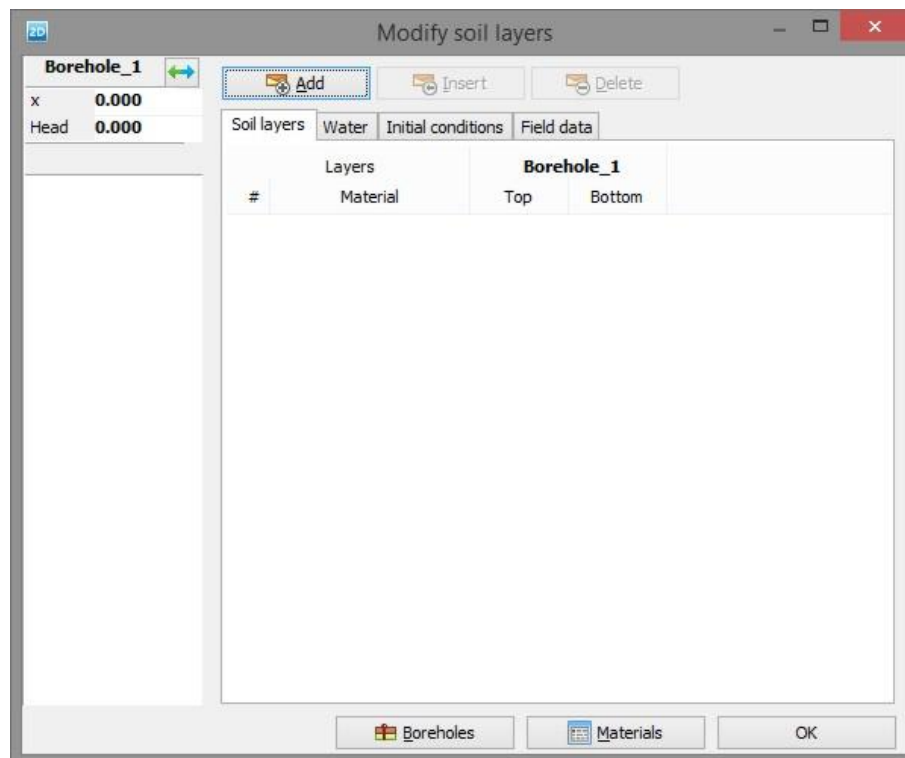 2D
Modify soil layers
Borehole_1
x 0.000
Head 0.000
Add Insert Delete
Soil layers Water Initial conditions Field data
Layers Borehole_1
# Material Top Bottom
Boreholes Materials OK